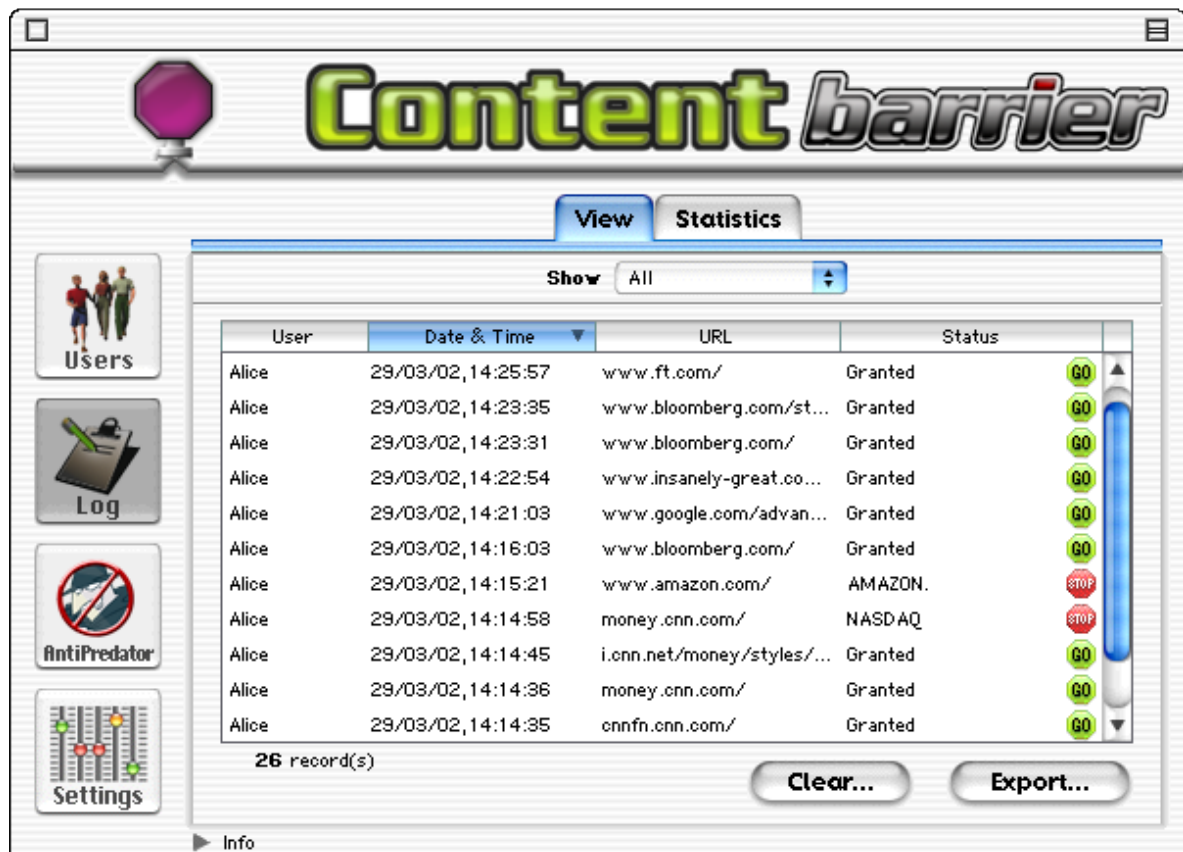 Content barrier
View Statistics
Show All
User Date & Time URL Status
Alice 29/03/02,14:25:57 www.ft.com/ Granted GO
Alice 29/03/02,14:23:35 www.bloomberg.com/st... Granted GO
Alice 29/03/02,14:23:31 www.bloomberg.com/ Granted GO
Alice 29/03/02,14:22:54 www.insanely-great.co... Granted GO
Alice 29/03/02,14:21:03 www.google.com/advan... Granted GO
Alice 29/03/02,14:16:03 www.bloomberg.com/ Granted GO
Alice 29/03/02,14:15:21 www.amazon.com/ AMAZON. STOP
Alice 29/03/02,14:14:58 money.cnn.com/ NASDAQ STOP
Alice 29/03/02,14:14:45 i.cnn.net/money/styles/... Granted GO
Alice 29/03/02,14:14:36 money.cnn.com/ Granted GO
Alice 29/03/02,14:14:35 cnnfn.cnn.com/ Granted GO
Users
Log
AntiPredator
Settings
26 record(s)
Clear... Export...
Info